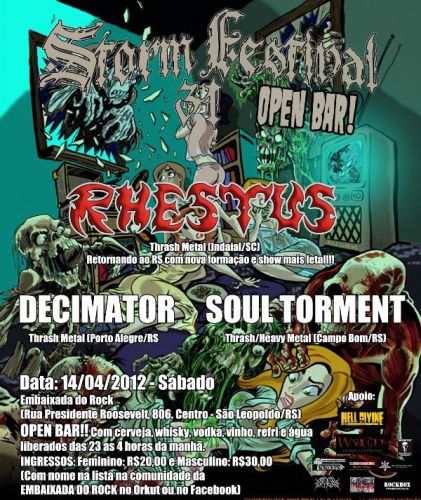 Storm Festival
31
OPEN BAR!
RHESTUS
Thrash Metal (Indaial/SC)
Retornando ao RS com nova formação e show mais letal!!!
DECIMATOR SOUL TORMENT
Thrash Metal (Porto Alegre/RS Thrash/Heavy Metal (Campo Bom/RS)
Data: 14/04/2012 - Sábado
Embaixada do Rock
(Rua Presidente Roosevelt, 806, Centro - São Leopoldo/RS)
OPEN BAR!! Com cerveja, whisky, vodka, vinho, refri e água
liberados das 23 as 4 horas da manhã.
INGRESSOS: Feminino; R$20,00 e Masculino; R$30,00
(Com nome na lista na comunidade da
EMBAIXADA DO ROCK no Orkut ou no Facebook)
Apoio:
HELL DIVINE
WARGODS
ROCKBOX